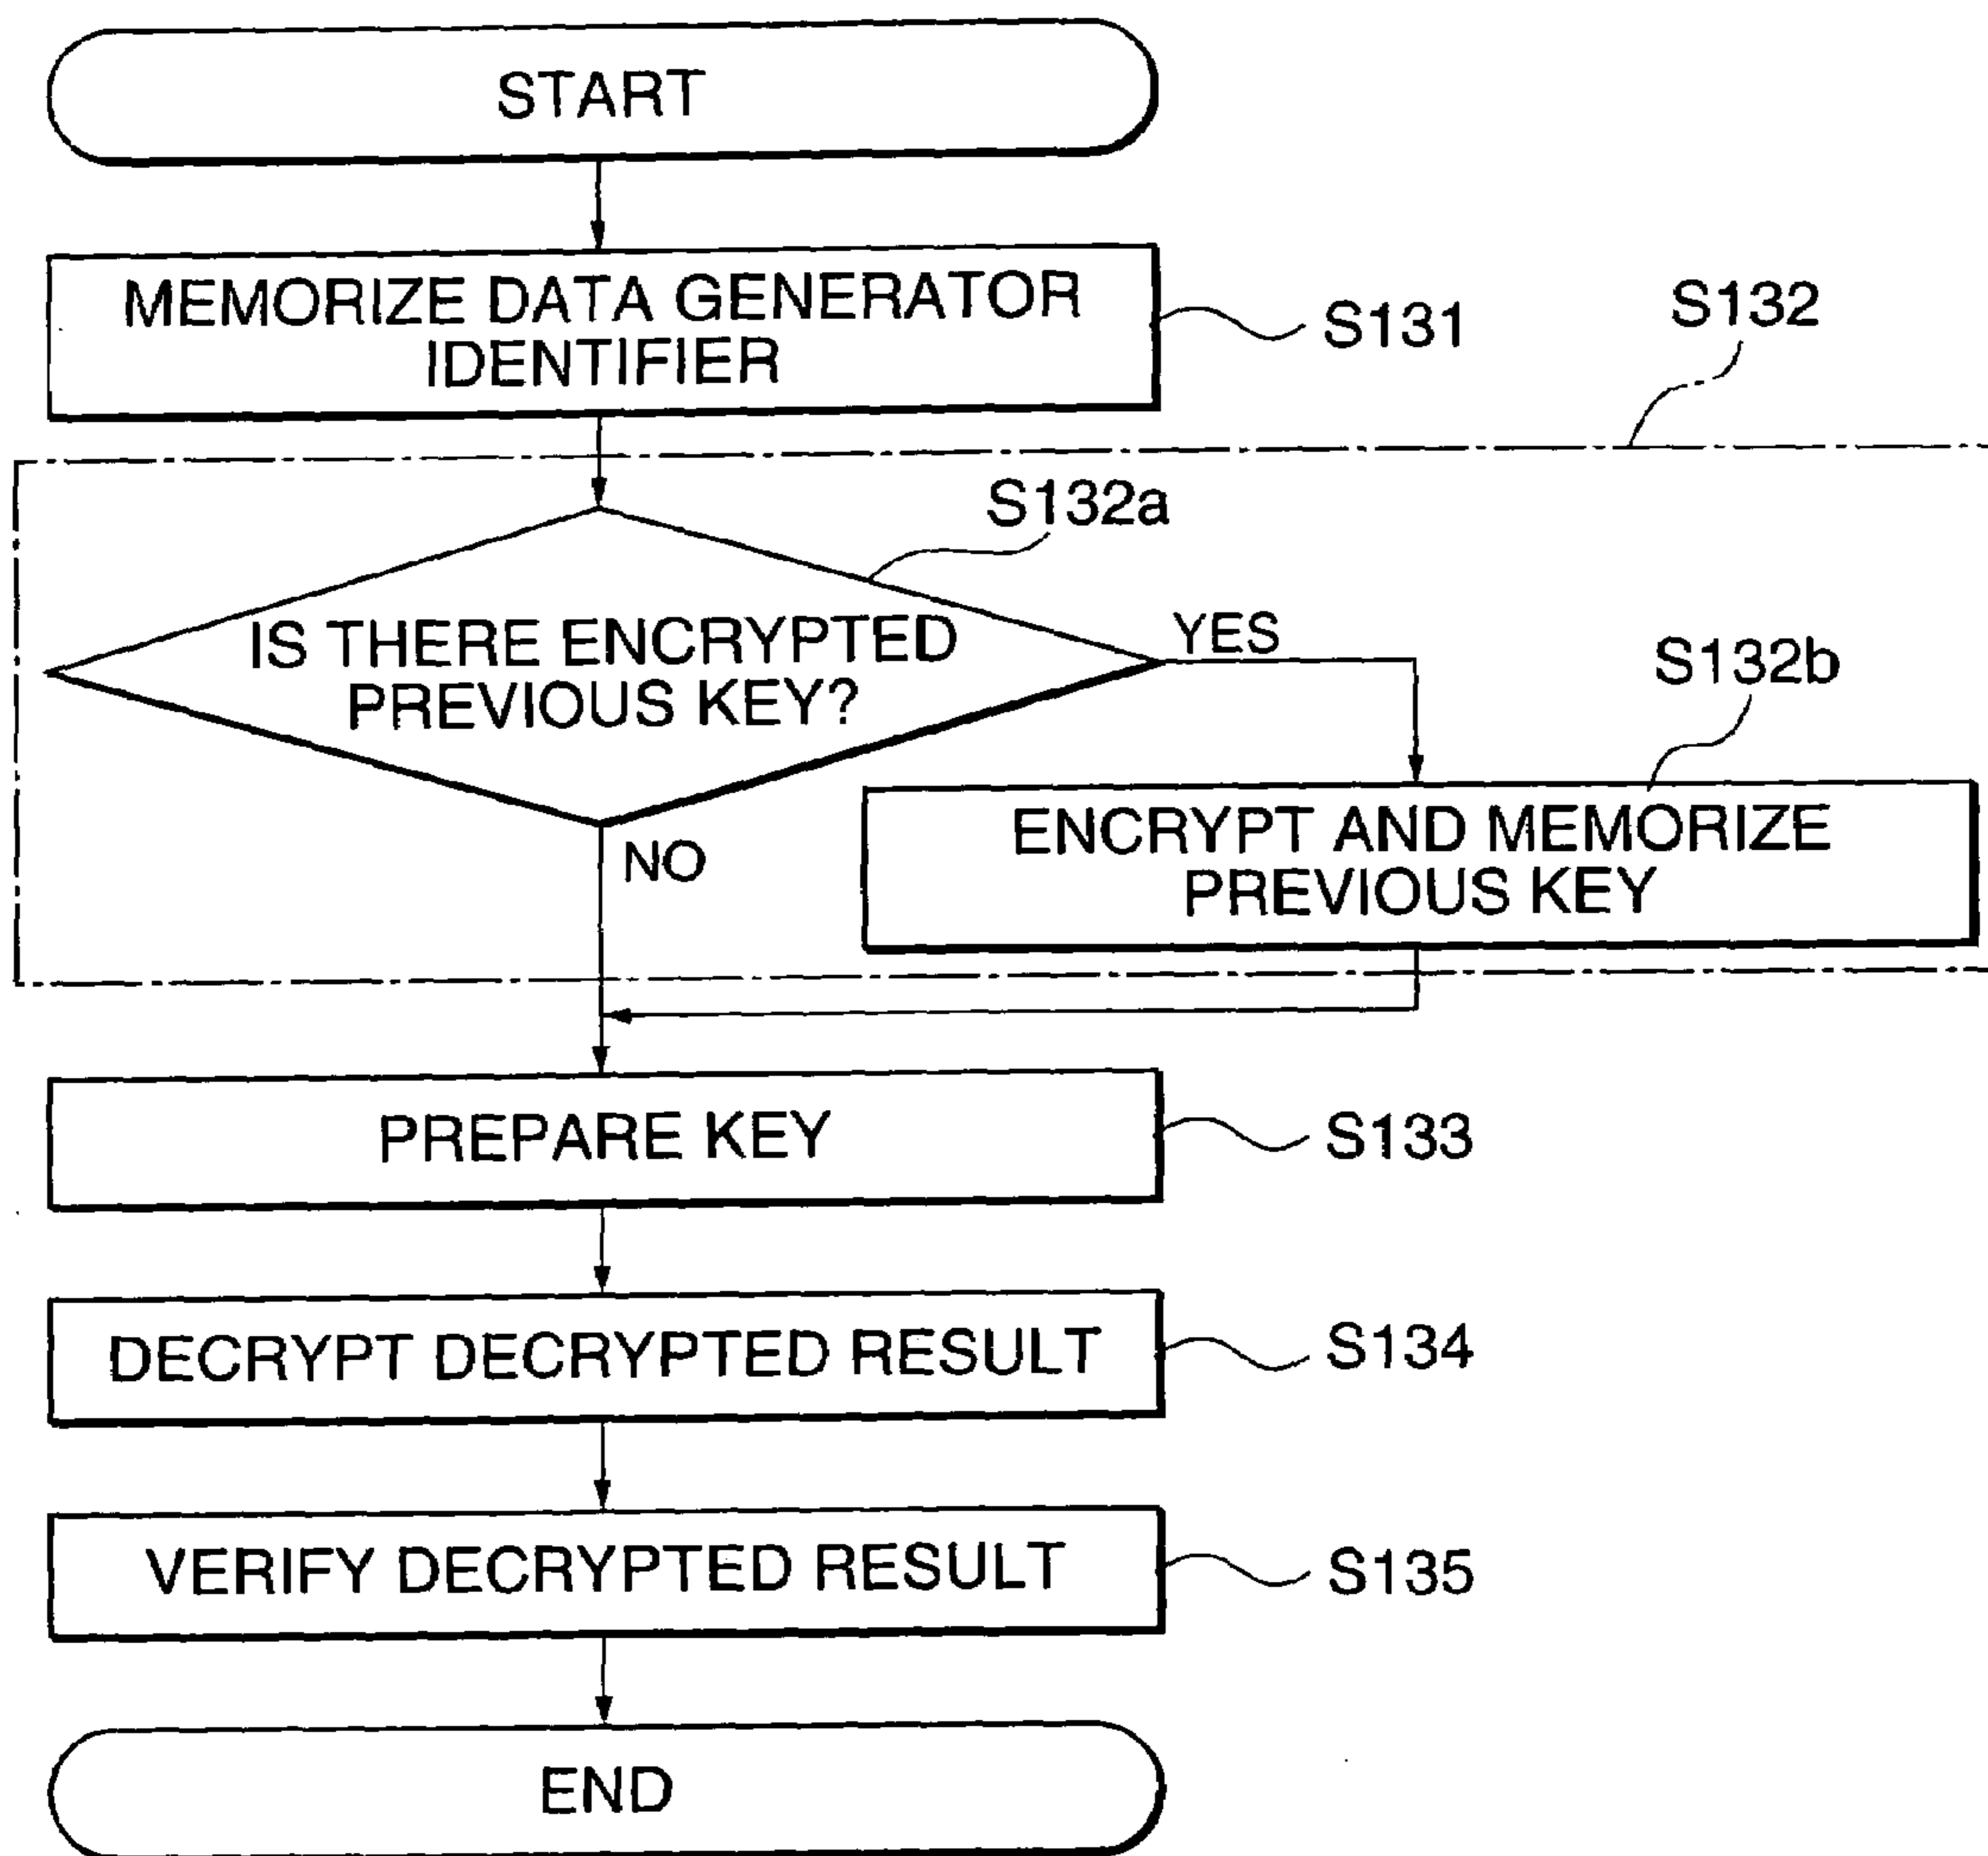 START
MEMORIZE DATA GENERATOR
IDENTIFIER
S131
S132
S132a
IS THERE ENCRYPTED
PREVIOUS KEY?
YES
S132b
ENCRYPT AND MEMORIZE
PREVIOUS KEY
NO
PREPARE KEY
S133
DECRYPT DECRYPTED RESULT
S134
VERIFY DECRYPTED RESULT
S135
END